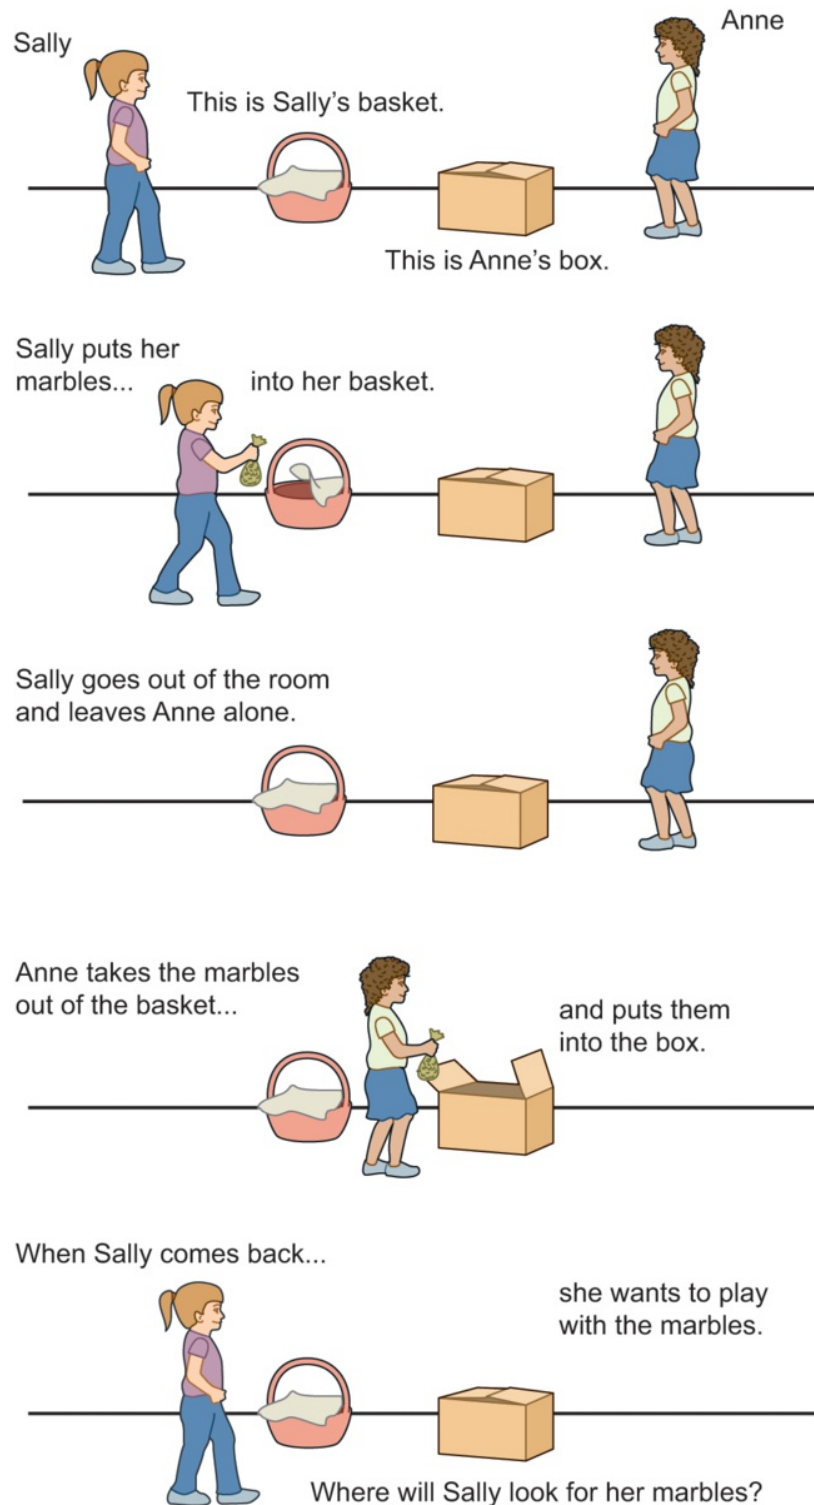 Sally
Anne
This is Sally's basket.
This is Anne's box.
Sally puts her
marbles...
into her basket.
Sally goes out of the room
and leaves Anne alone.
Anne takes the marbles
out of the basket...
and puts them
into the box.
When Sally comes back...
she wants to play
with the marbles.
Where will Sally look for her marbles?